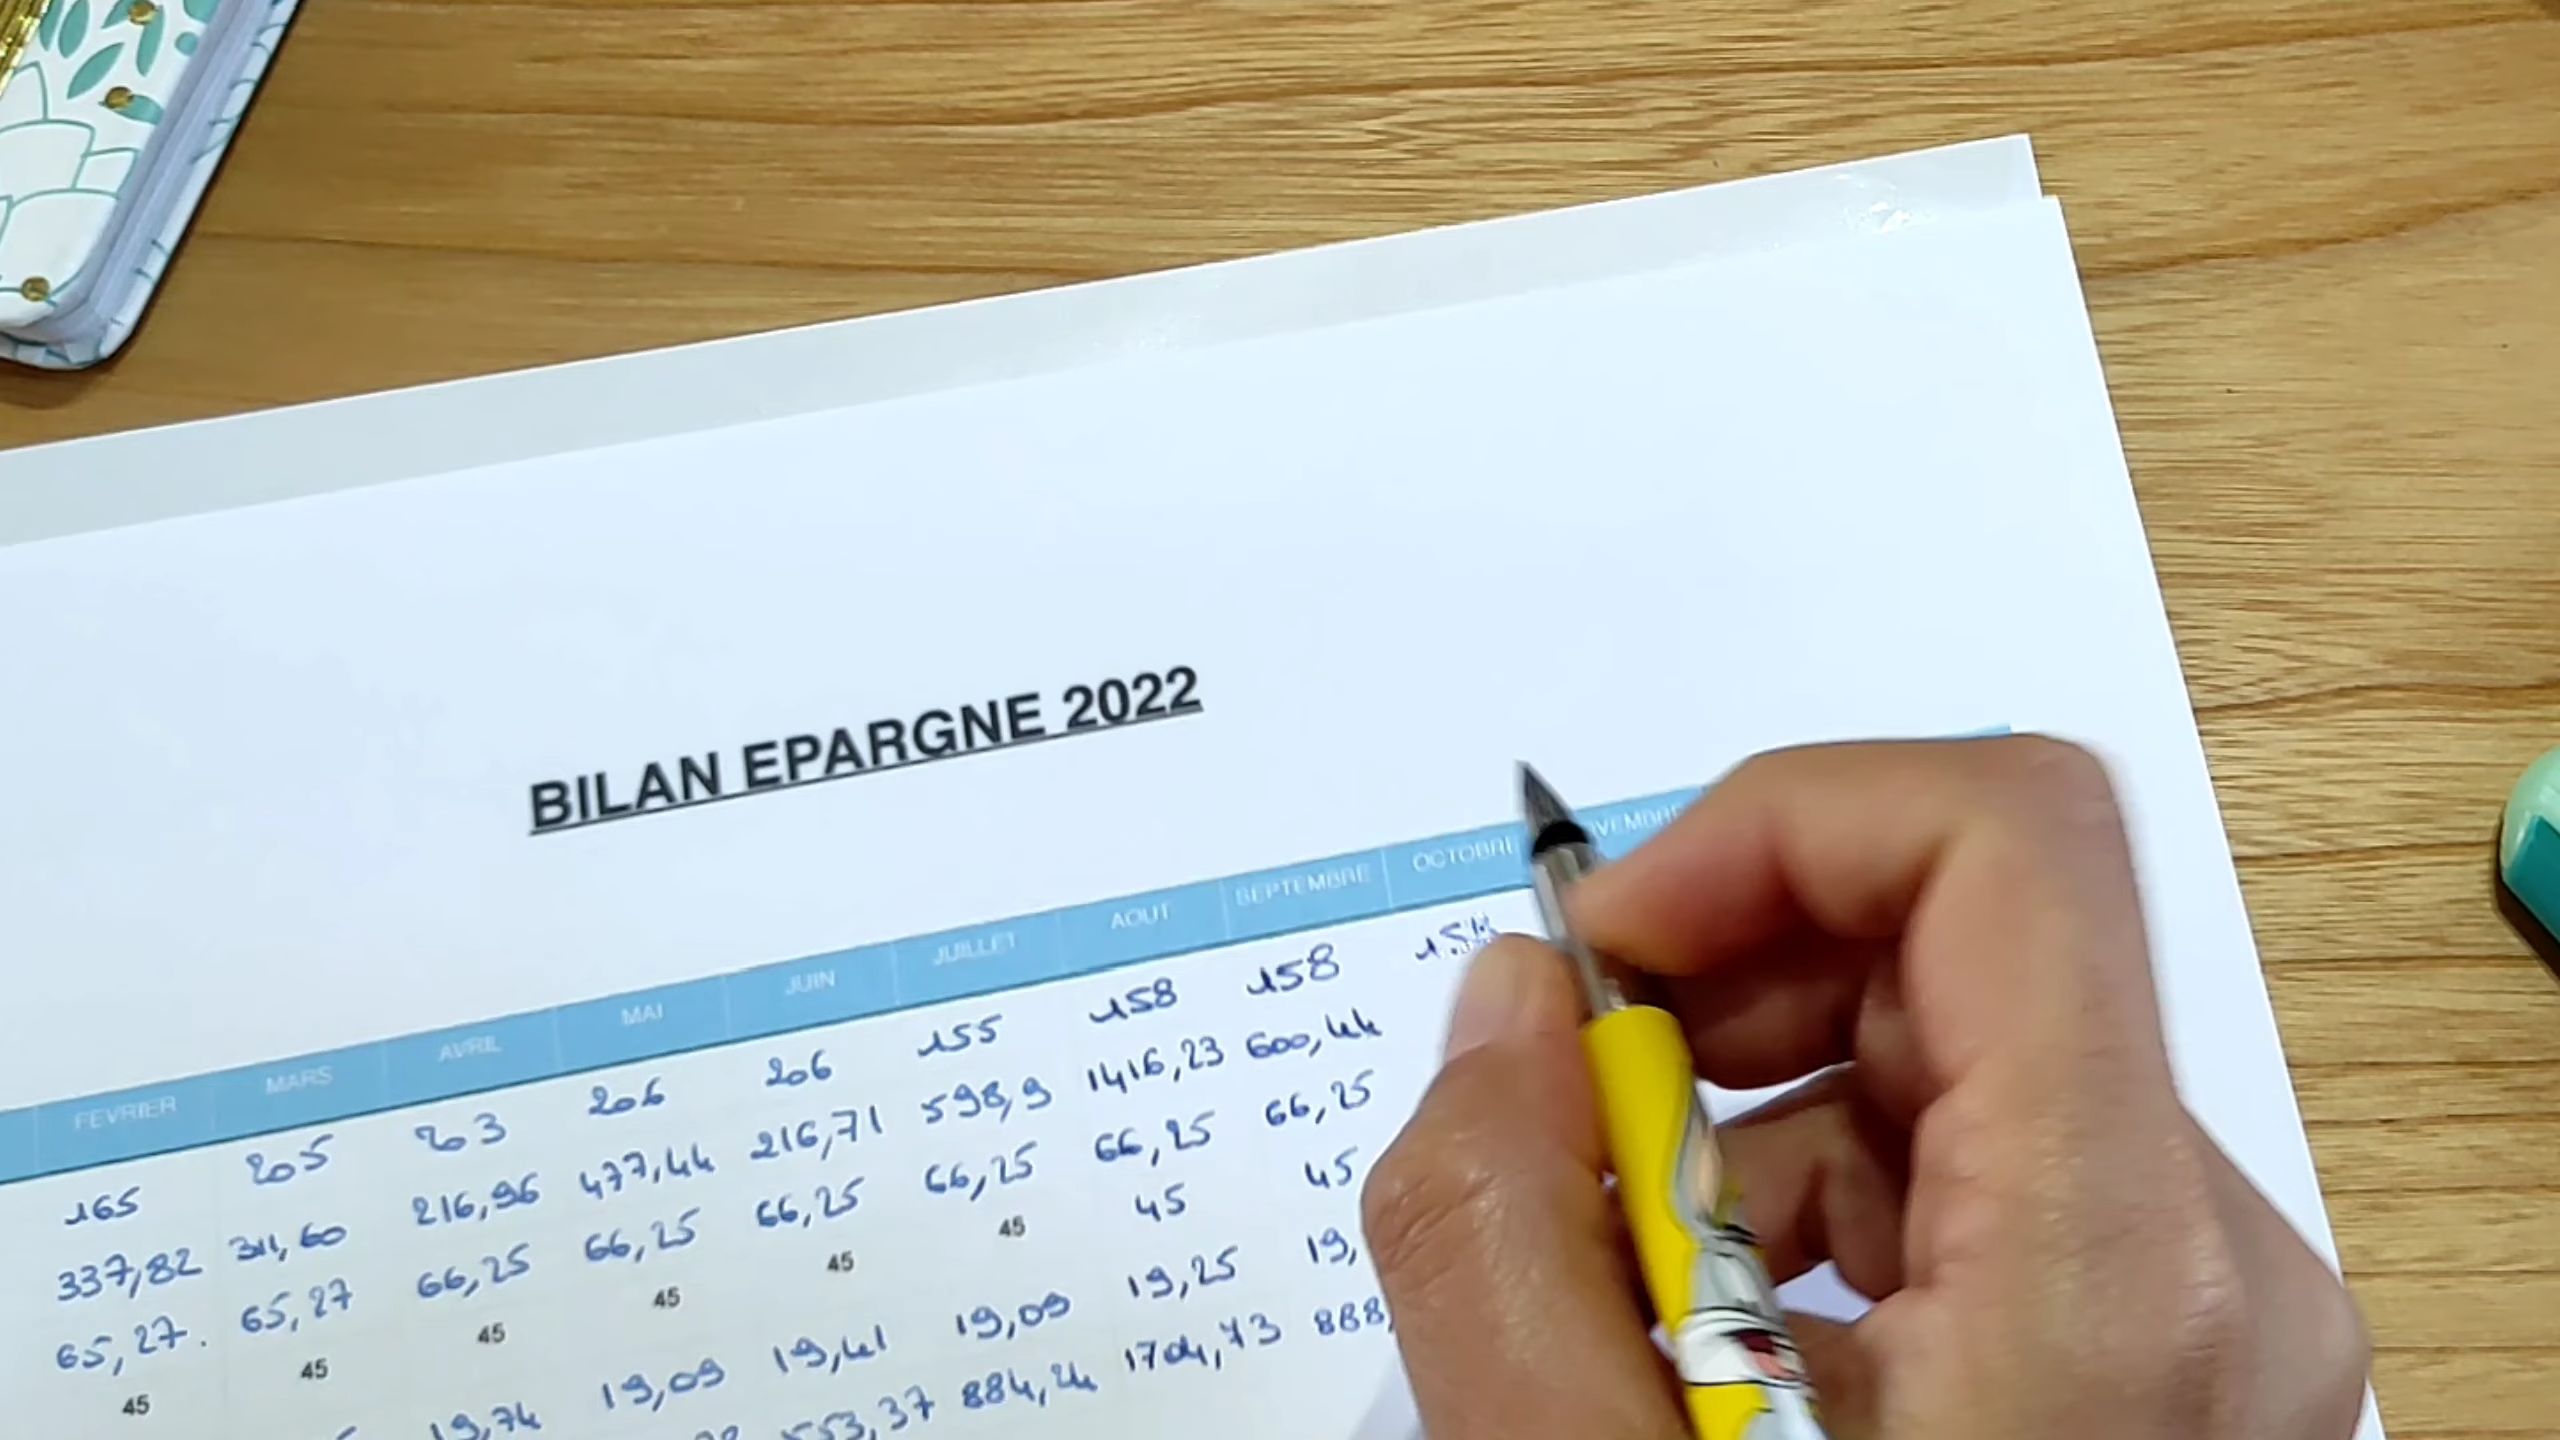 BILAN EPARGNE 2022
FEVRIER MARS AVRIL MAI JUIN JUILLET AOUT SEPTEMBRE OCTOBRE
165 205 203 206 206 155 158 158
337,82 311,60 216,96 477,44 216,71 598,9 1416,23 600,44
65,27. 65,27 66,25 66,25 66,25 66,25 66,25 66,25
45 45 45 45 45 45 45 45
19,74 19,09 19,41 19,09 19,25
553,37 884,24 1704,73